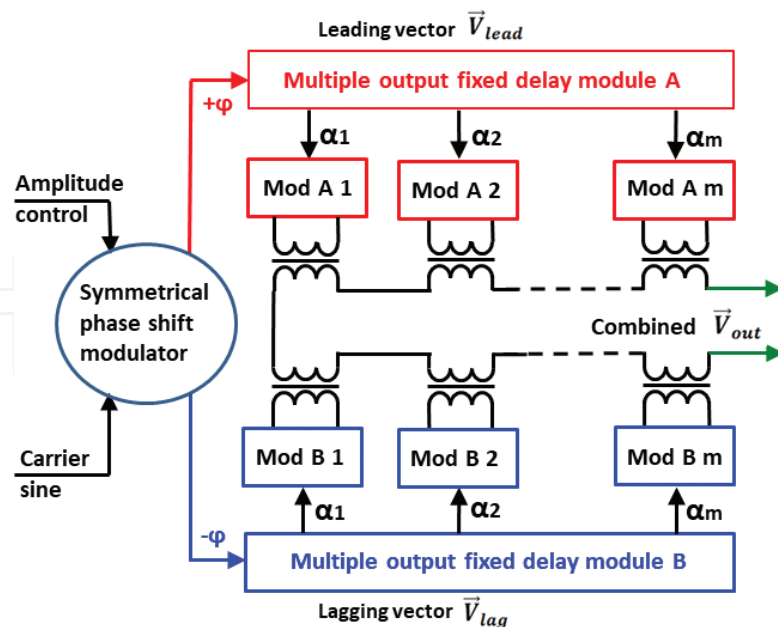 Leading vector V⃗lead
Multiple output fixed delay module A
+φ
α1
α2
αm
Amplitude
control
Mod A 1
Mod A 2
Mod A m
Symmetrical
phase shift
modulator
Combined V⃗out
Carrier
sine
Mod B 1
Mod B 2
Mod B m
α1
α2
αm
-φ
Multiple output fixed delay module B
Lagging vector V⃗lag